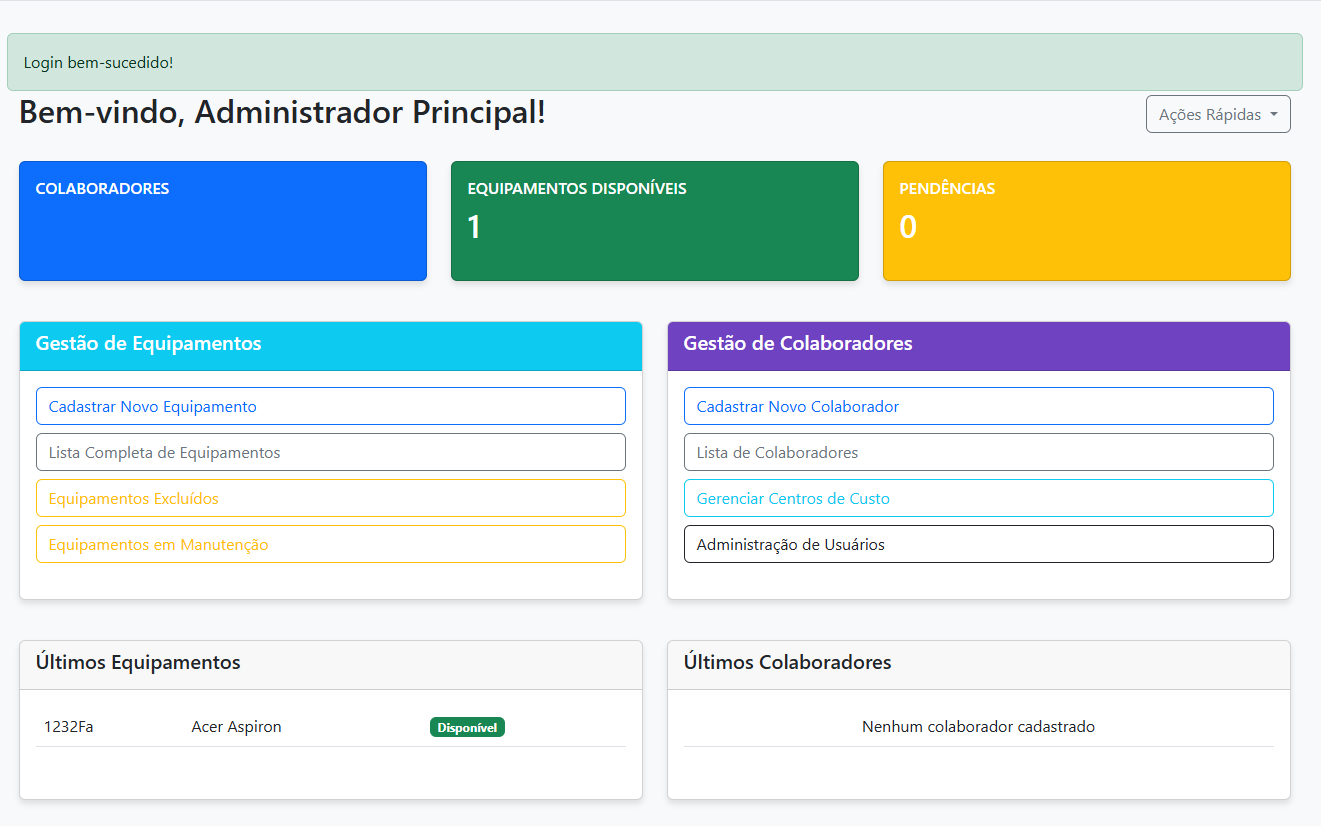 Login bem-sucedido!
Bem-vindo, Administrador Principal!
Ações Rápidas
COLABORADORES
EQUIPAMENTOS DISPONÍVEIS
1
PENDÊNCIAS
0
Gestão de Equipamentos
Cadastrar Novo Equipamento
Lista Completa de Equipamentos
Equipamentos Excluídos
Equipamentos em Manutenção
Gestão de Colaboradores
Cadastrar Novo Colaborador
Lista de Colaboradores
Gerenciar Centros de Custo
Administração de Usuários
Últimos Equipamentos
1232Fa Acer Aspiron Disponível
Últimos Colaboradores
Nenhum colaborador cadastrado